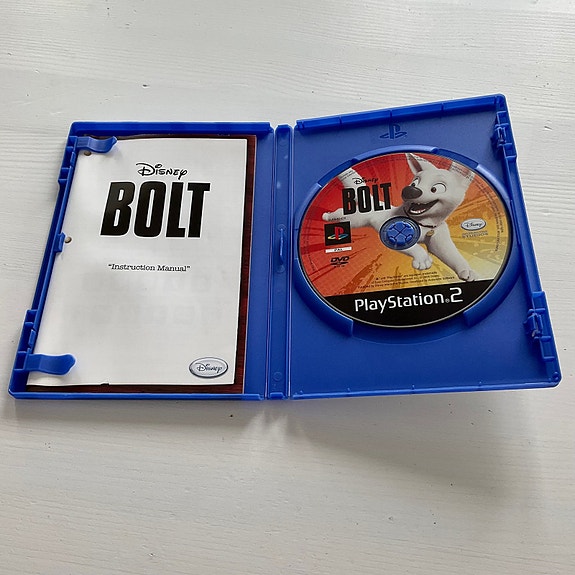 Disney
BOLT
"Instruction Manual"
Disney
Disney
BOLT
PAL
DVD
Disney
PlayStation 2